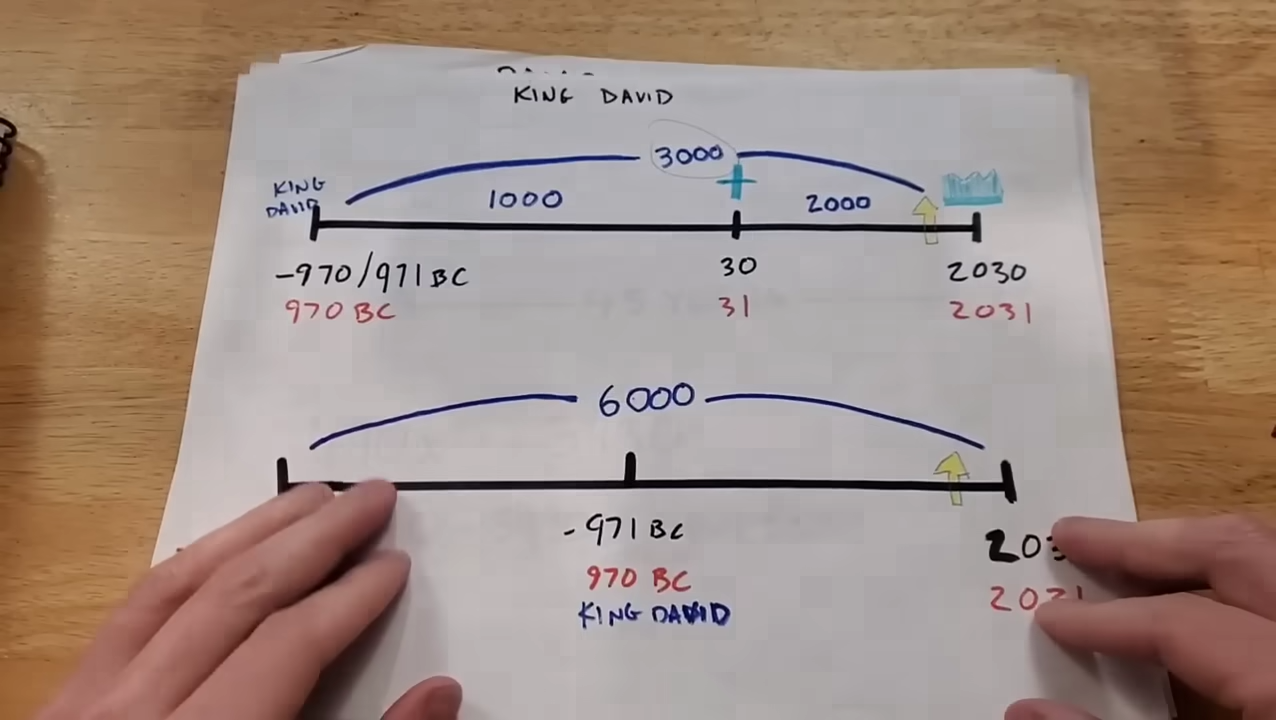 KING DAVID
3000
KING
DAVID
1000
2000
-970/971 BC
30
2030
970 BC
31
2031
6000
-971 BC
970 BC
KING DAVID